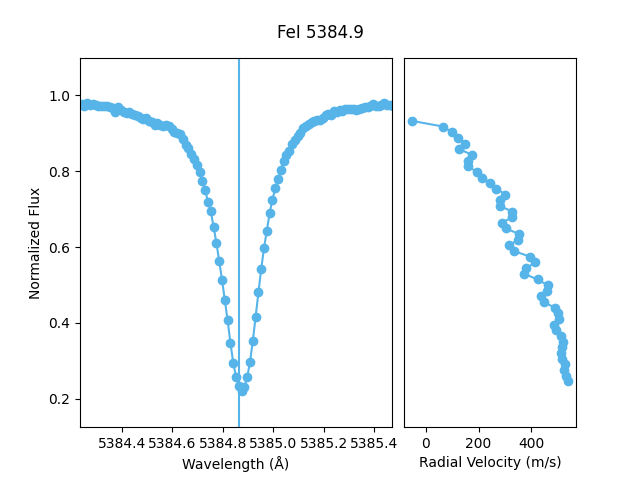 FeI 5384.9
Normalized Flux
1.0
0.8
0.6
0.4
0.2
5384.4 5384.6 5384.8 5385.0 5385.2 5385.4
Wavelength (Å)
0 200 400
Radial Velocity (m/s)